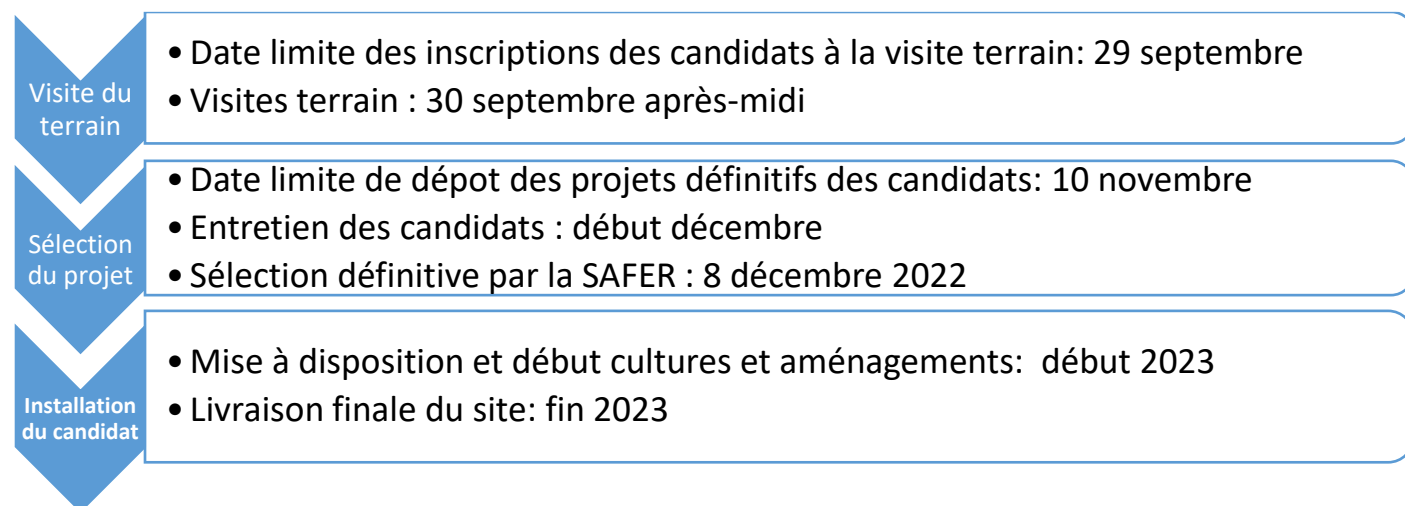 Visite du
terrain
• Date limite des inscriptions des candidats à la visite terrain: 29 septembre
• Visites terrain : 30 septembre après-midi
Sélection
du projet
• Date limite de dépot des projets définitifs des candidats: 10 novembre
• Entretien des candidats : début décembre
• Sélection définitive par la SAFER : 8 décembre 2022
Installation
du candidat
• Mise à disposition et début cultures et aménagements: début 2023
• Livraison finale du site: fin 2023